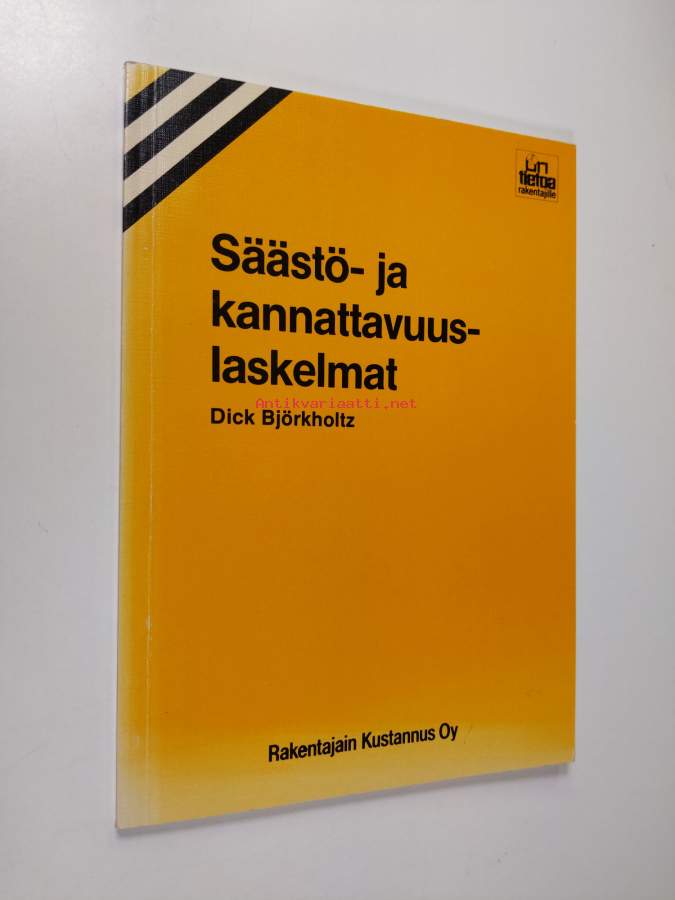 tietoa
rakentajille
Säästö- ja
kannattavuus-
laskelmat
Antikvariaatti.net
Dick Björkholtz
Rakentajain Kustannus Oy